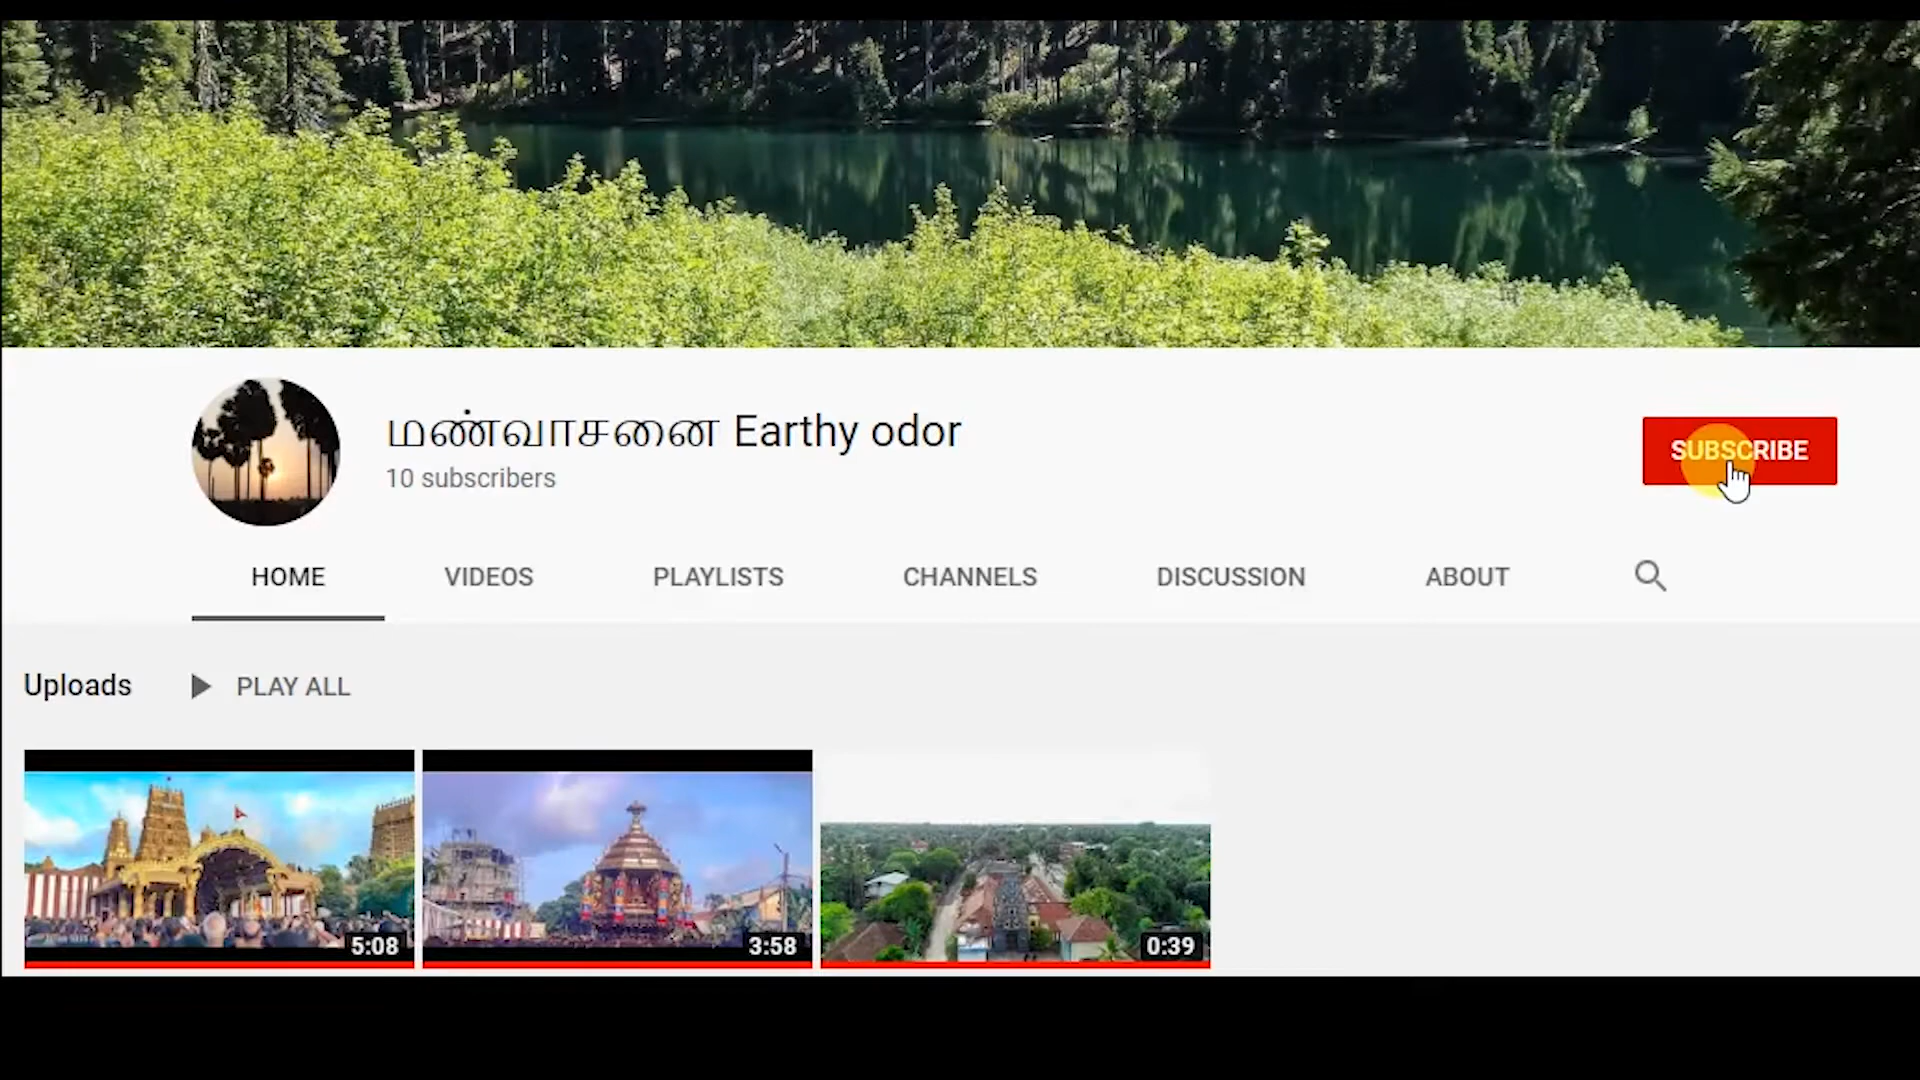 மண்வாசனை Earthy odor
10 subscribers
SUBSCRIBE
HOME VIDEOS PLAYLISTS CHANNELS DISCUSSION ABOUT
Uploads PLAY ALL
5:08 3:58 0:39